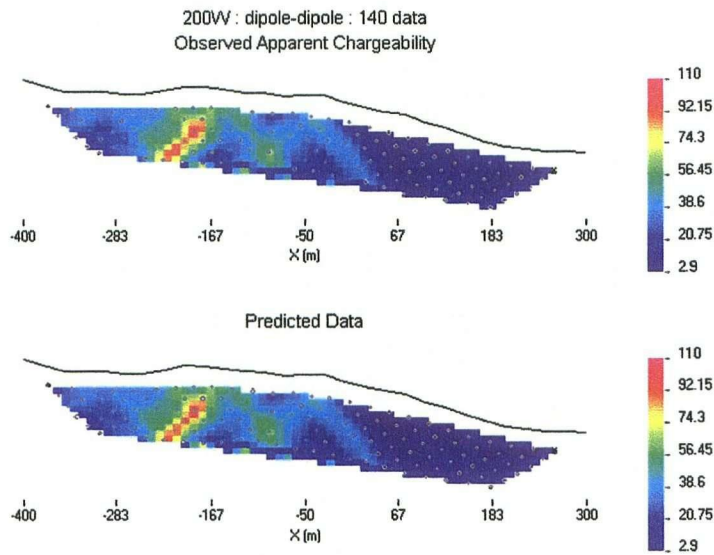 200W : dipole-dipole : 140 data
Observed Apparent Chargeability
110
92.15
74.3
56.45
38.6
20.75
2.9
-400 -283 -167 -50 67 183 300
X (m)
Predicted Data
110
92.15
74.3
56.45
38.6
20.75
2.9
-400 -283 -167 -50 67 183 300
X (m)